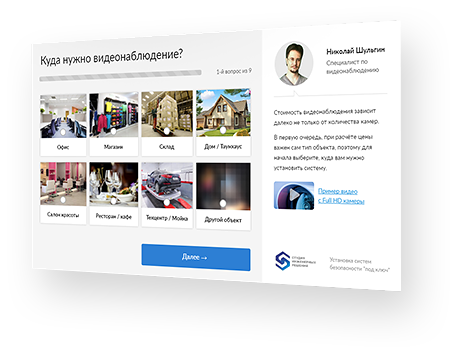 Куда нужно видеонаблюдение?
1-й вопрос из 9
Офис
Магазин
Склад
Дом / Таунхаус
Салон красоты
Ресторан / кафе
Техцентр / Мойка
Другой объект
Далее →
Николай Шульгин
Специалист по
видеонаблюдению
Стоимость видеонаблюдения зависит
далеко не только от количества камер.
В первую очередь, при расчёте цены
важен сам тип объекта, поэтому для
начала выберите, куда вам нужно
установить систему.
Пример видео
с Full HD камеры
СТУДИЯ
ИНЖЕНЕРНЫХ
РЕШЕНИЙ
Установка систем
безопасности "под ключ"